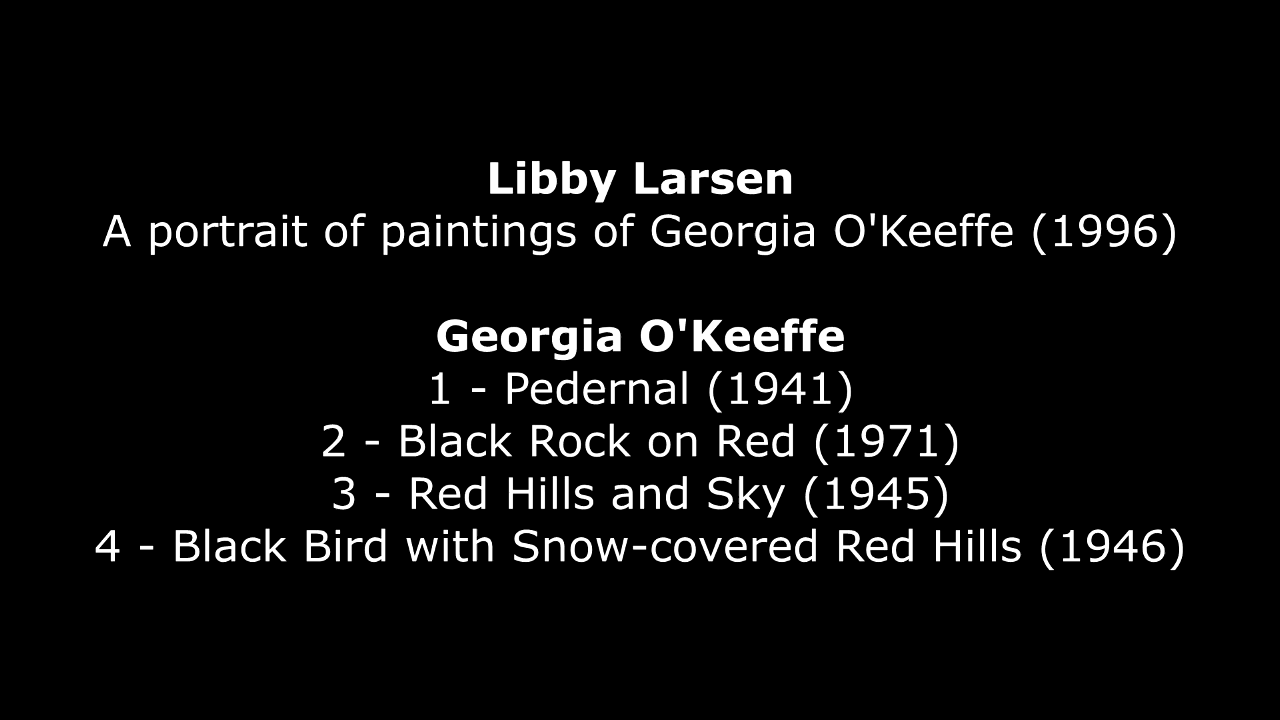 Libby Larsen
A portrait of paintings of Georgia O'Keeffe (1996)
Georgia O'Keeffe
1 - Pedernal (1941)
2 - Black Rock on Red (1971)
3 - Red Hills and Sky (1945)
4 - Black Bird with Snow-covered Red Hills (1946)